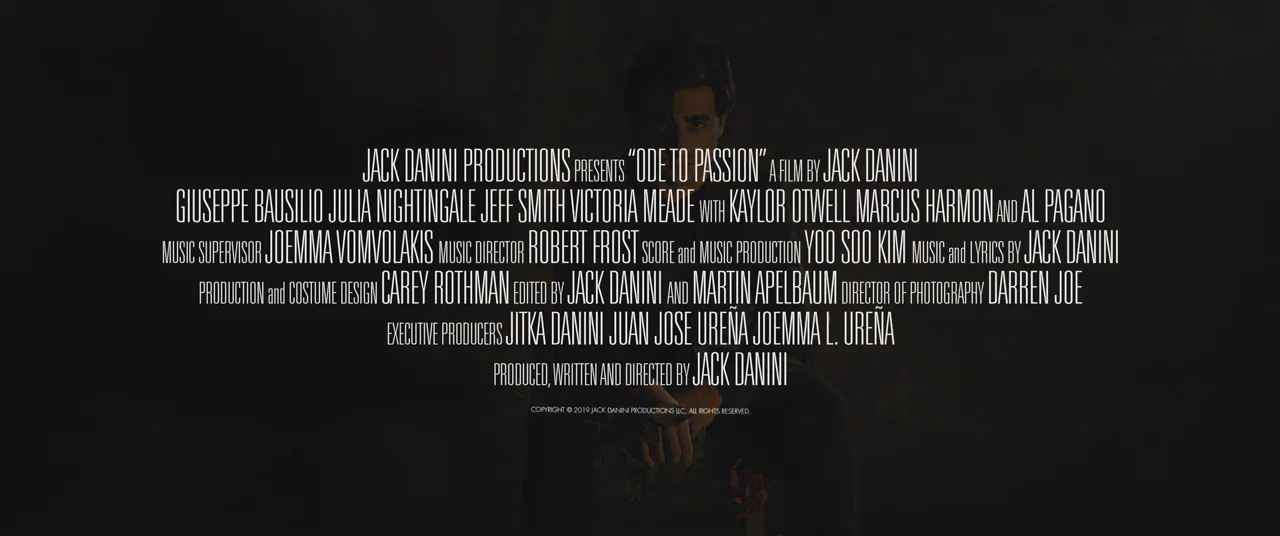 JACK DANINI PRODUCTIONS PRESENTS “ODE TO PASSION” A FILM BY JACK DANINI
GIUSEPPE BAUSILIO JULIA NIGHTINGALE JEFF SMITH VICTORIA MEADE WITH KAYLOR OTWELL MARCUS HARMON AND AL PAGANO
MUSIC SUPERVISOR JOEMMA VOMVOLAKIS MUSIC DIRECTOR ROBERT FROST SCORE and MUSIC PRODUCTION YOO SOO KIM MUSIC and LYRICS BY JACK DANINI
PRODUCTION and COSTUME DESIGN CAREY ROTHMAN EDITED BY JACK DANINI AND MARTIN APELBAUM DIRECTOR OF PHOTOGRAPHY DARREN JOE
EXECUTIVE PRODUCERS JITKA DANINI JUAN JOSE UREÑA JOEMMA L. UREÑA
PRODUCED, WRITTEN AND DIRECTED BY JACK DANINI
COPYRIGHT © 2019 JACK DANINI PRODUCTIONS LLC, ALL RIGHTS RESERVED.